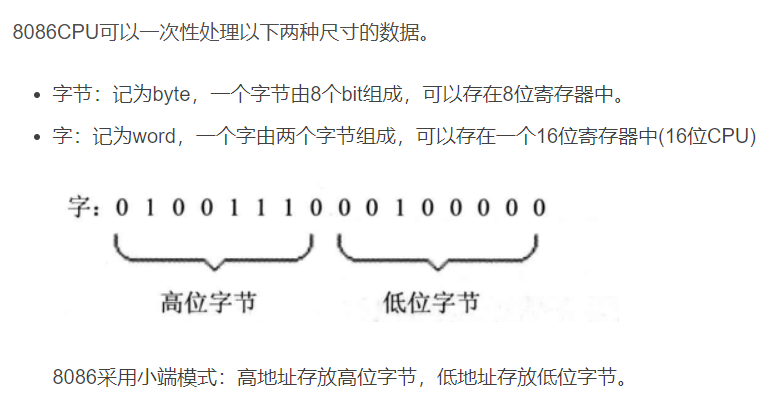 8086CPU可以一次性处理以下两种尺寸的数据。
• 字节：记为byte，一个字节由8个bit组成，可以存在8位寄存器中。
• 字：记为word，一个字由两个字节组成，可以存在一个16位寄存器中(16位CPU)
字：0 1 0 0 1 1 1 0 0 0 1 0 0 0 0 0
高位字节 低位字节
8086采用小端模式：高地址存放高位字节，低地址存放低位字节。